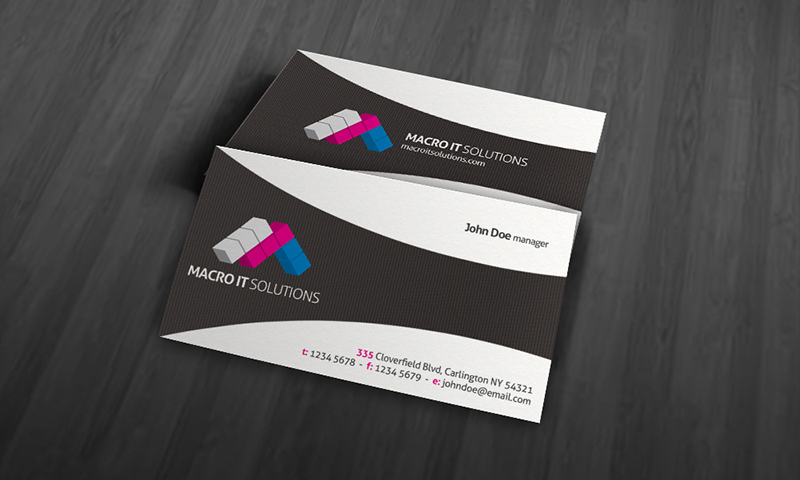 MACRO IT SOLUTIONS
macroitsolutions.com
John Doe manager
MACRO IT SOLUTIONS
335 Cloverfield Blvd, Carlington NY 54321
t: 1234 5678 - f: 1234 5679 - e: johndoe@email.com